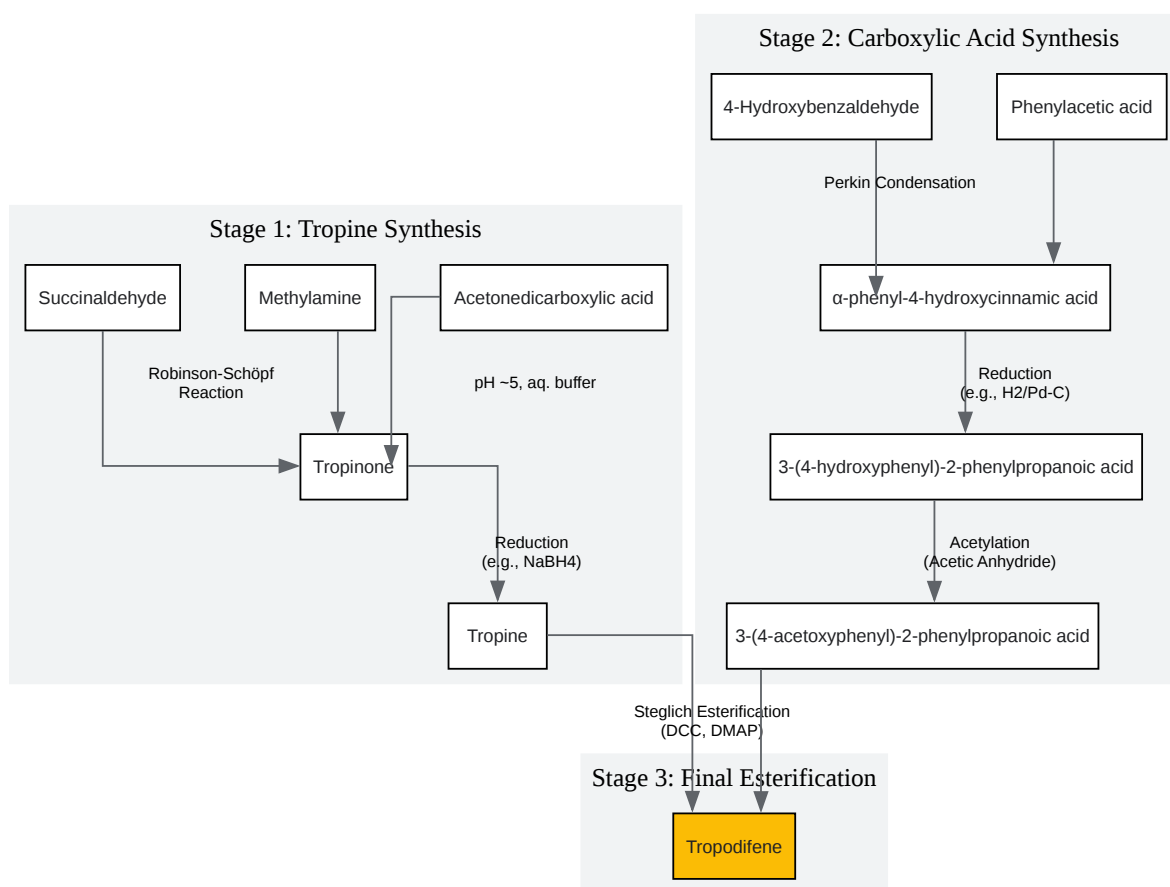 Stage 2: Carboxylic Acid Synthesis
4-Hydroxybenzaldehyde
Phenylacetic acid
Perkin Condensation
Stage 1: Tropine Synthesis
Succinaldehyde
Methylamine
Acetonedicarboxylic acid
α-phenyl-4-hydroxycinnamic acid
Robinson-Schöpf
Reaction
pH ~5, aq. buffer
Reduction
(e.g., H2/Pd-C)
Tropinone
3-(4-hydroxyphenyl)-2-phenylpropanoic acid
Reduction
(e.g., NaBH4)
Acetylation
(Acetic Anhydride)
Tropine
3-(4-acetoxyphenyl)-2-phenylpropanoic acid
Steglich Esterification
(DCC, DMAP)
Stage 3: Final Esterification
Tropodifene